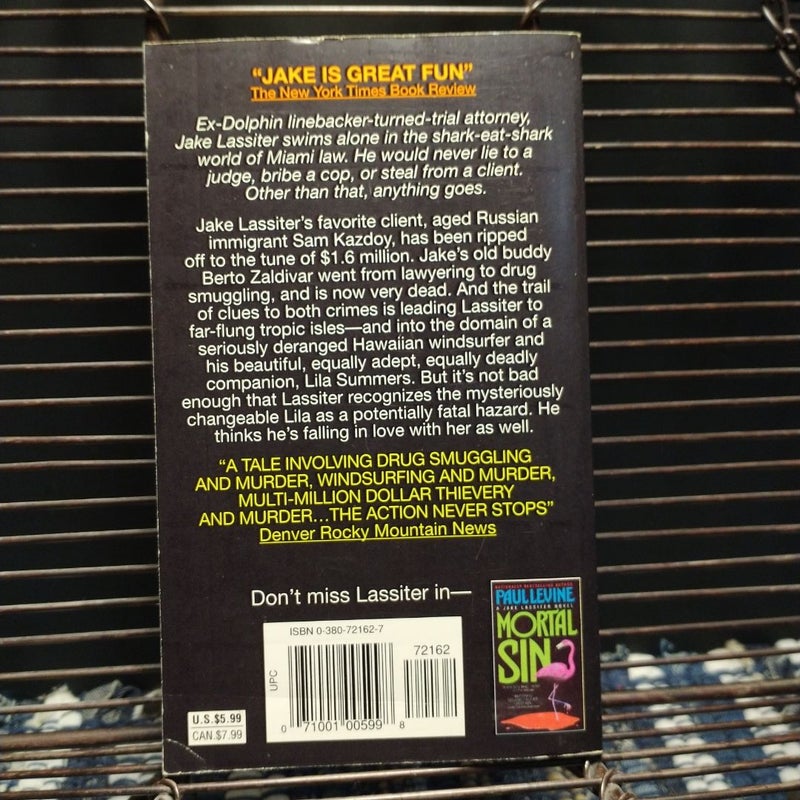 “JAKE IS GREAT FUN”
The New York Times Book Review
Ex-Dolphin linebacker-turned-trial attorney,
Jake Lassiter swims alone in the shark-eat-shark
world of Miami law. He would never lie to a
judge, bribe a cop, or steal from a client.
Other than that, anything goes.
Jake Lassiter’s favorite client, aged Russian
immigrant Sam Kazdoy, has been ripped
off to the tune of $1.6 million. Jake’s old buddy
Berto Zaldivar went from lawyering to drug
smuggling, and is now very dead. And the trail
of clues to both crimes is leading Lassiter to
far-flung tropic isles—and into the domain of a
seriously deranged Hawaiian windsurfer and
his beautiful, equally adept, equally deadly
companion, Lila Summers. But it’s not bad
enough that Lassiter recognizes the mysteriously
changeable Lila as a potentially fatal hazard. He
thinks he’s falling in love with her as well.
“A TALE INVOLVING DRUG SMUGGLING
AND MURDER, WINDSURFING AND MURDER,
MULTI-MILLION DOLLAR THIEVERY
AND MURDER...THE ACTION NEVER STOPS”
Denver Rocky Mountain News
Don’t miss Lassiter in—
NATIONALLY BESTSELLING AUTHOR
PAUL LEVINE
A JAKE LASSITER NOVEL
MORTAL
SIN
ISBN 0-380-72162-7
72162
UPC
0 71001 00599 8
U.S.$5.99
CAN.$7.99